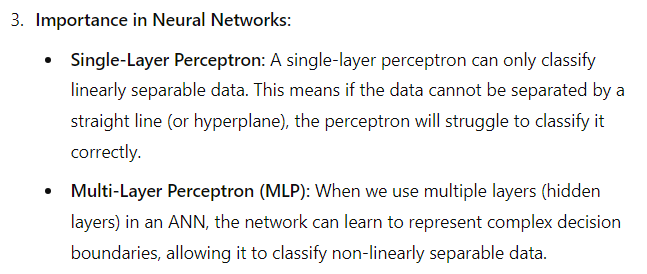 3. Importance in Neural Networks:
• Single-Layer Perceptron: A single-layer perceptron can only classify
linearly separable data. This means if the data cannot be separated by a
straight line (or hyperplane), the perceptron will struggle to classify it
correctly.
• Multi-Layer Perceptron (MLP): When we use multiple layers (hidden
layers) in an ANN, the network can learn to represent complex decision
boundaries, allowing it to classify non-linearly separable data.